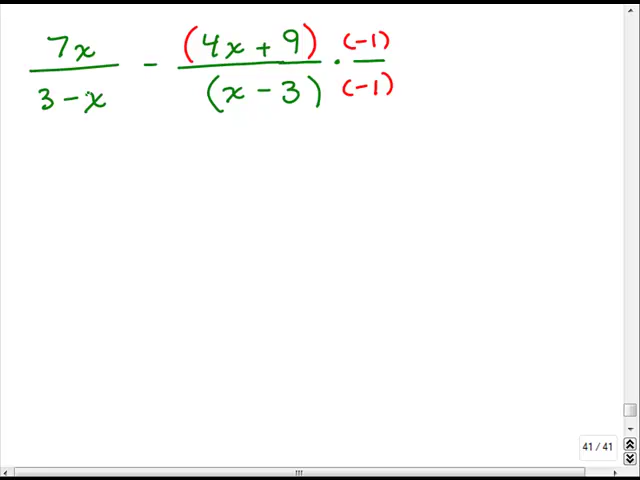 7x/(3 - x) - (4x + 9)/(x - 3) · (-1)/(-1)
41 / 41